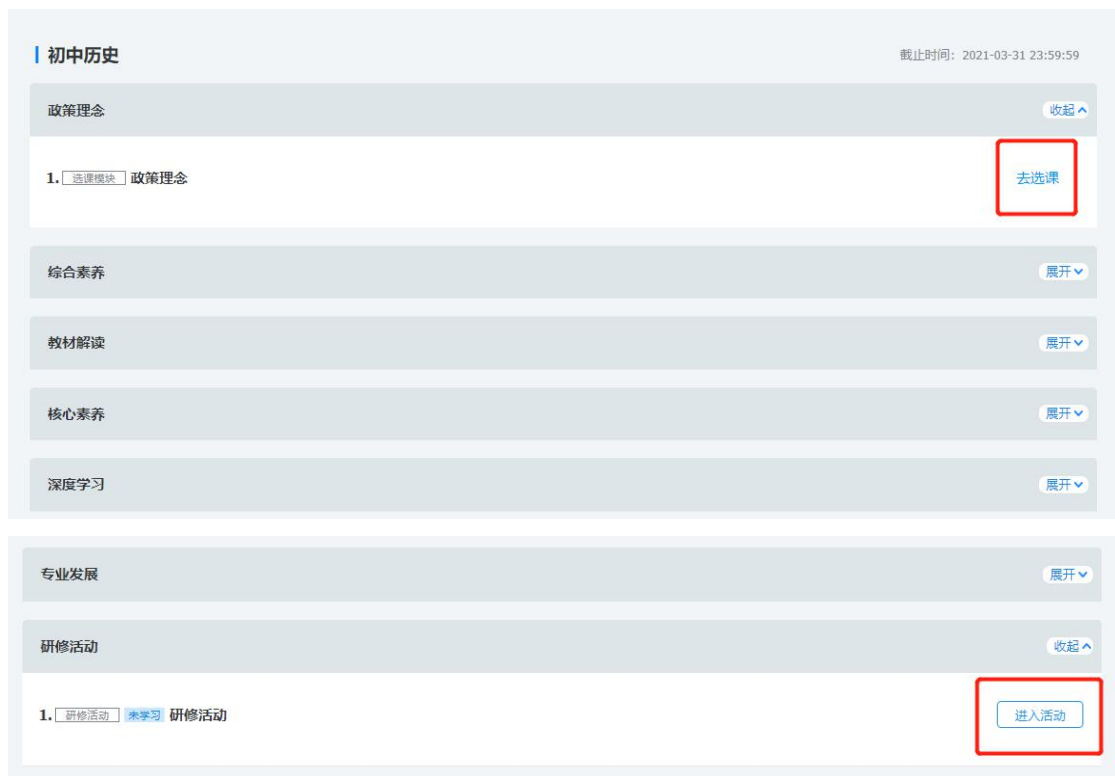 初中历史
截止时间：2021-03-31 23:59:59
政策理念 收起
1. 选课模块 政策理念 去选课
综合素养 展开
教材解读 展开
核心素养 展开
深度学习 展开
专业发展 展开
研修活动 收起
1. 研修活动 未学习 研修活动 进入活动